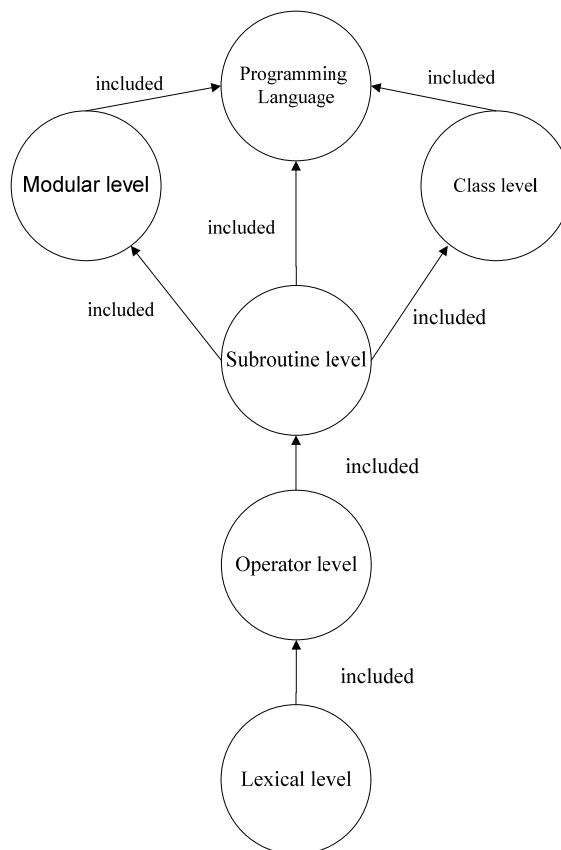 Programming
Language
included
included
Modular level
Class level
included
included
included
Subroutine level
included
Operator level
included
Lexical level